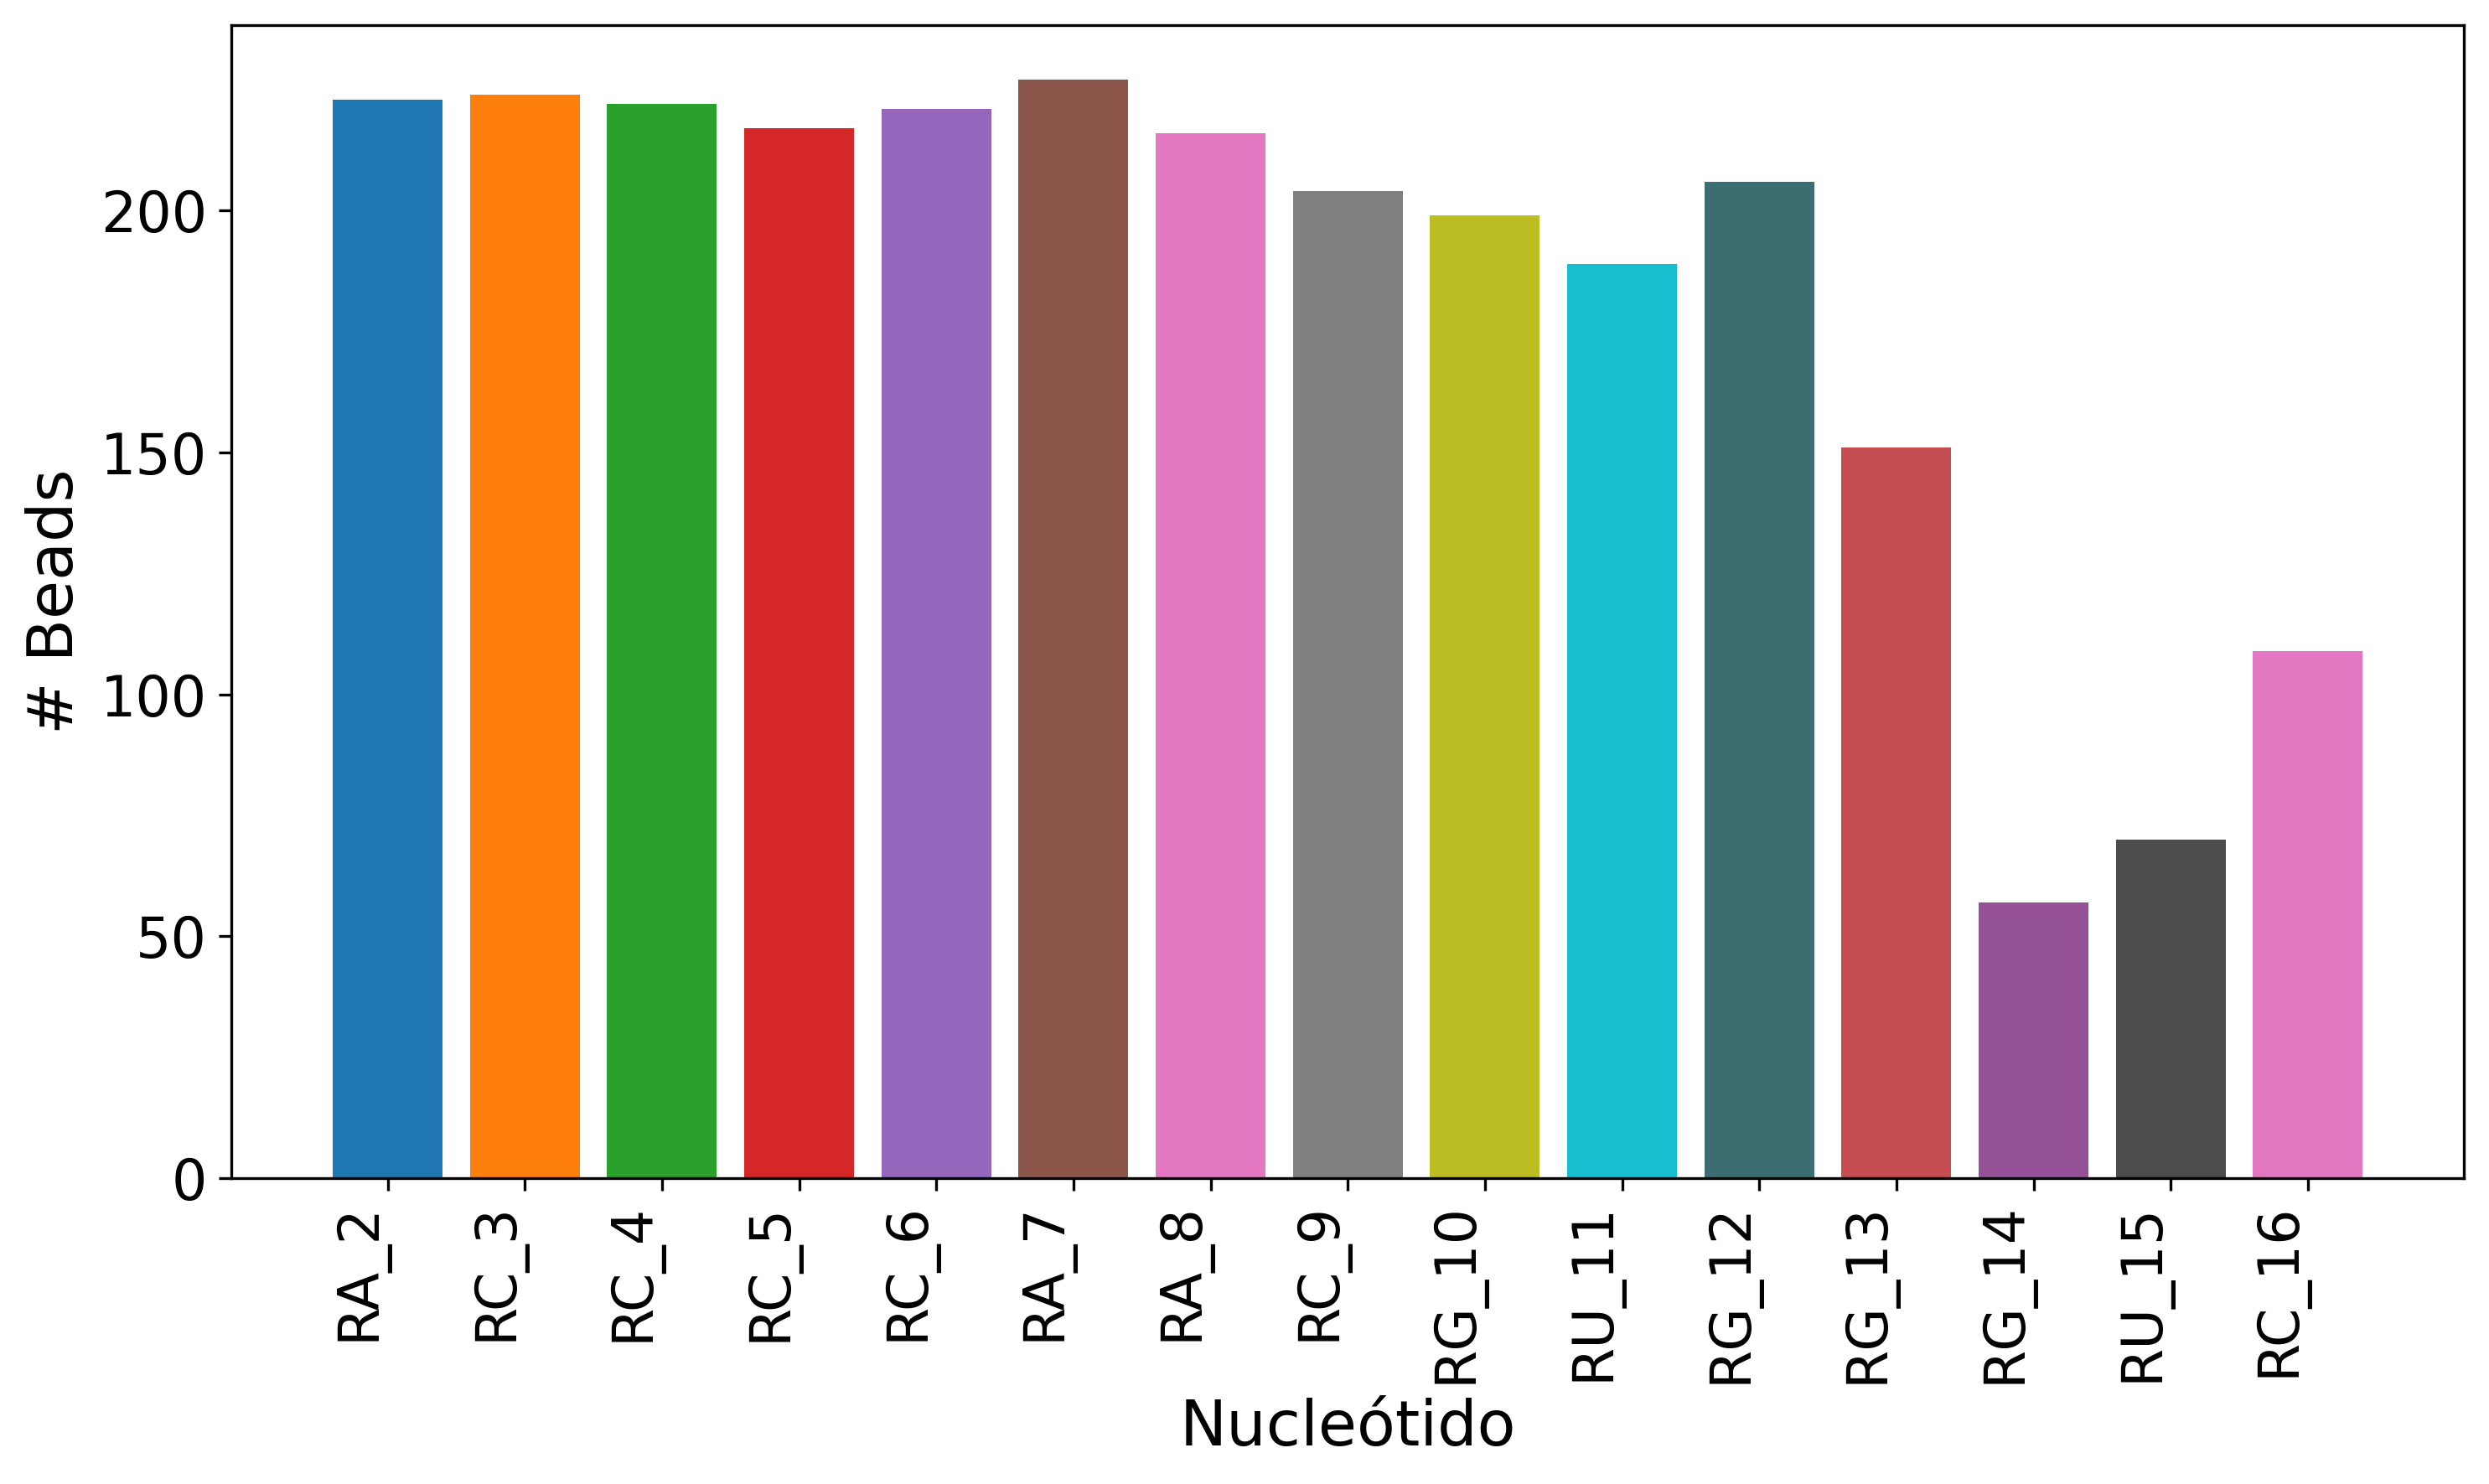 # Beads
200
150
100
50
0
RA_2
RC_3
RC_4
RC_5
RC_6
RA_7
RA_8
RC_9
RG_10
RU_111
RG_12
RG_13
RG_14
RU_15
RC_16
Nucleótido